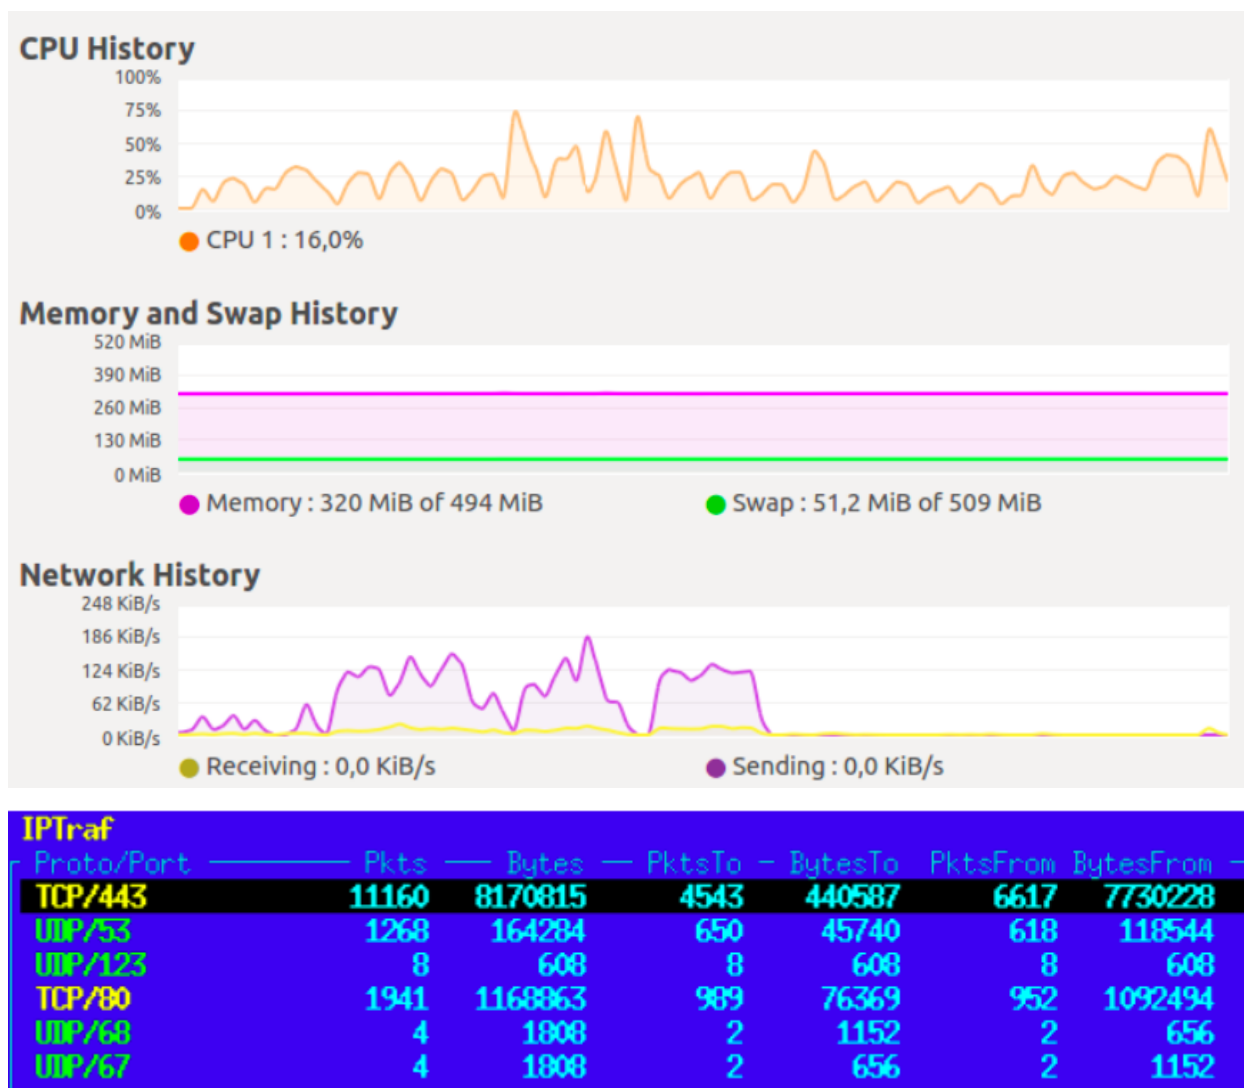 CPU History
100%
75%
50%
25%
0%
CPU 1 : 16,0%
Memory and Swap History
520 MiB
390 MiB
260 MiB
130 MiB
0 MiB
Memory : 320 MiB of 494 MiB Swap : 51,2 MiB of 509 MiB
Network History
248 KiB/s
186 KiB/s
124 KiB/s
62 KiB/s
0 KiB/s
Receiving : 0,0 KiB/s Sending : 0,0 KiB/s
IPTraf
Proto/Port Pkts Bytes PktsTo BytesTo PktsFrom BytesFrom
TCP/443 11160 8170815 4543 440587 6617 7730228
UDP/53 1268 164284 650 45740 618 118544
UDP/123 8 608 8 608 8 608
TCP/80 1941 1168863 989 76369 952 1092494
UDP/68 4 1808 2 1152 2 656
UDP/67 4 1808 2 656 2 1152